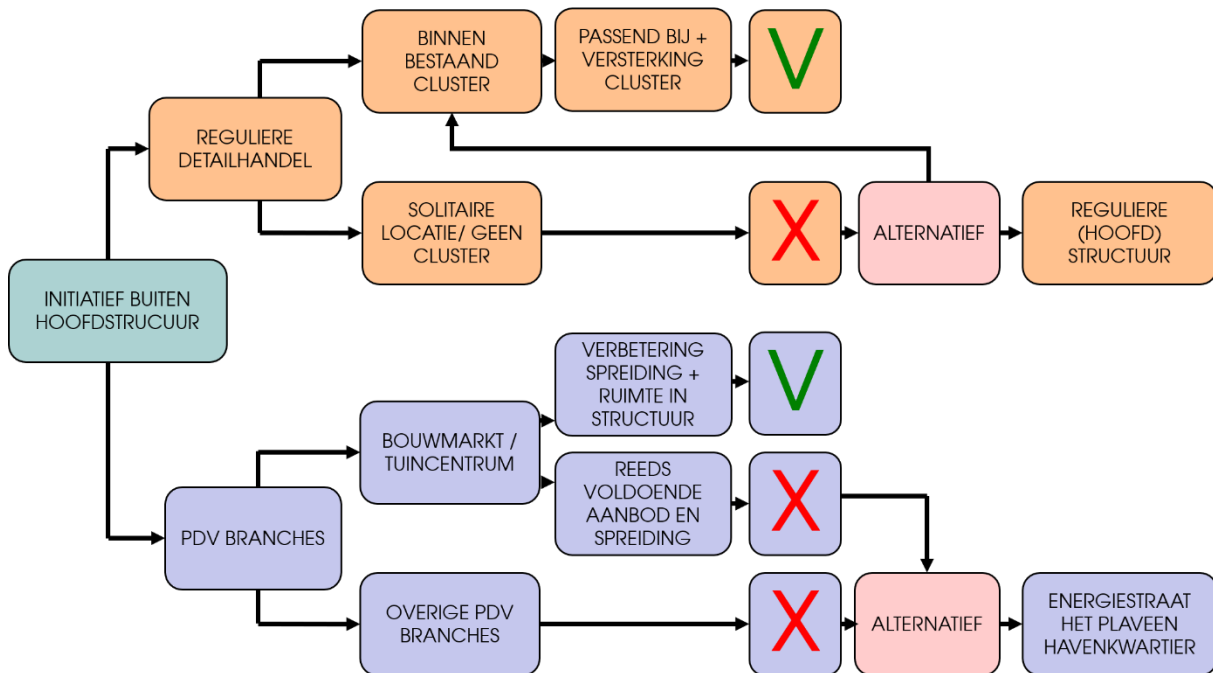 BINNEN
BESTAAND
CLUSTER
PASSEND BIJ +
VERSTERKING
CLUSTER
V
REGULIERE
DETAILHANDEL
SOLITAIRE
LOCATIE/ GEEN
CLUSTER
X
ALTERNATIEF
REGULIERE
(HOOFD)
STRUCTUUR
INITIATIEF BUITEN
HOOFDSTRUCUUR
VERBETERING
SPREIDING +
RUIMTE IN
STRUCTUUR
V
BOUWMARKT /
TUINCENTRUM
REEDS
VOLDOENDE
AANBOD EN
SPREIDING
X
PDV BRANCHES
OVERIGE PDV
BRANCHES
X
ALTERNATIEF
ENERGIESTRAAT
HET PLAVEEN
HAVENKWARTIER